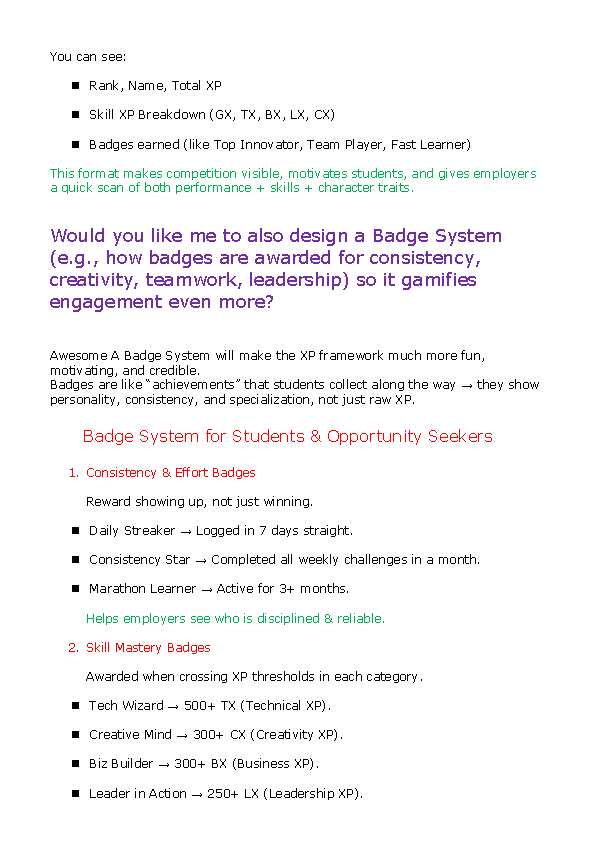 You can see:
■ Rank, Name, Total XP
■ Skill XP Breakdown (GX, TX, BX, LX, CX)
■ Badges earned (like Top Innovator, Team Player, Fast Learner)
This format makes competition visible, motivates students, and gives employers
a quick scan of both performance + skills + character traits.
Would you like me to also design a Badge System
(e.g., how badges are awarded for consistency,
creativity, teamwork, leadership) so it gamifies
engagement even more?
Awesome A Badge System will make the XP framework much more fun,
motivating, and credible.
Badges are like “achievements” that students collect along the way → they show
personality, consistency, and specialization, not just raw XP.
Badge System for Students & Opportunity Seekers
1. Consistency & Effort Badges
Reward showing up, not just winning.
■ Daily Streaker → Logged in 7 days straight.
■ Consistency Star → Completed all weekly challenges in a month.
■ Marathon Learner → Active for 3+ months.
Helps employers see who is disciplined & reliable.
2. Skill Mastery Badges
Awarded when crossing XP thresholds in each category.
■ Tech Wizard → 500+ TX (Technical XP).
■ Creative Mind → 300+ CX (Creativity XP).
■ Biz Builder → 300+ BX (Business XP).
■ Leader in Action → 250+ LX (Leadership XP).